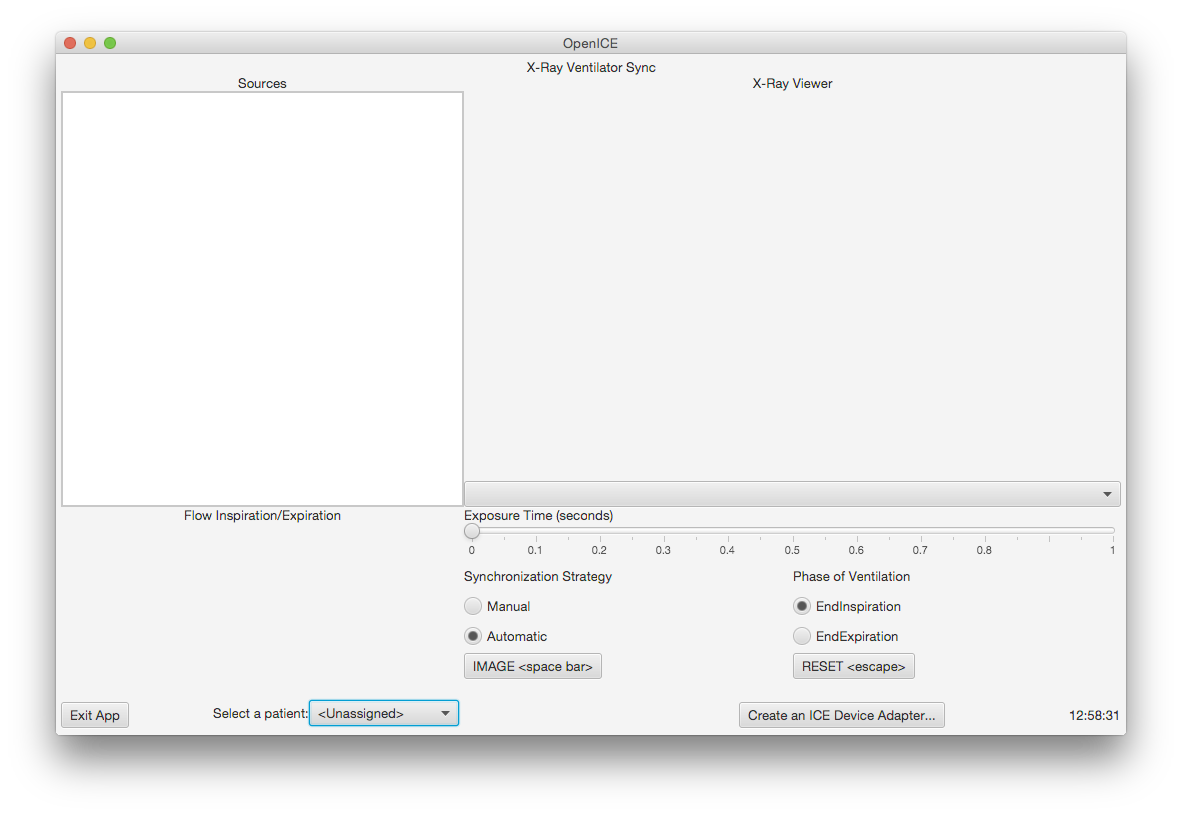 OpenICE
X-Ray Ventilator Sync
Sources
X-Ray Viewer
Flow Inspiration/Expiration
Exposure Time (seconds)
0 0.1 0.2 0.3 0.4 0.5 0.6 0.7 0.8 1
Synchronization Strategy
Phase of Ventilation
Manual
EndInspiration
Automatic
EndExpiration
IMAGE <space bar>
RESET <escape>
Exit App
Select a patient:
<Unassigned>
Create an ICE Device Adapter...
12:58:31